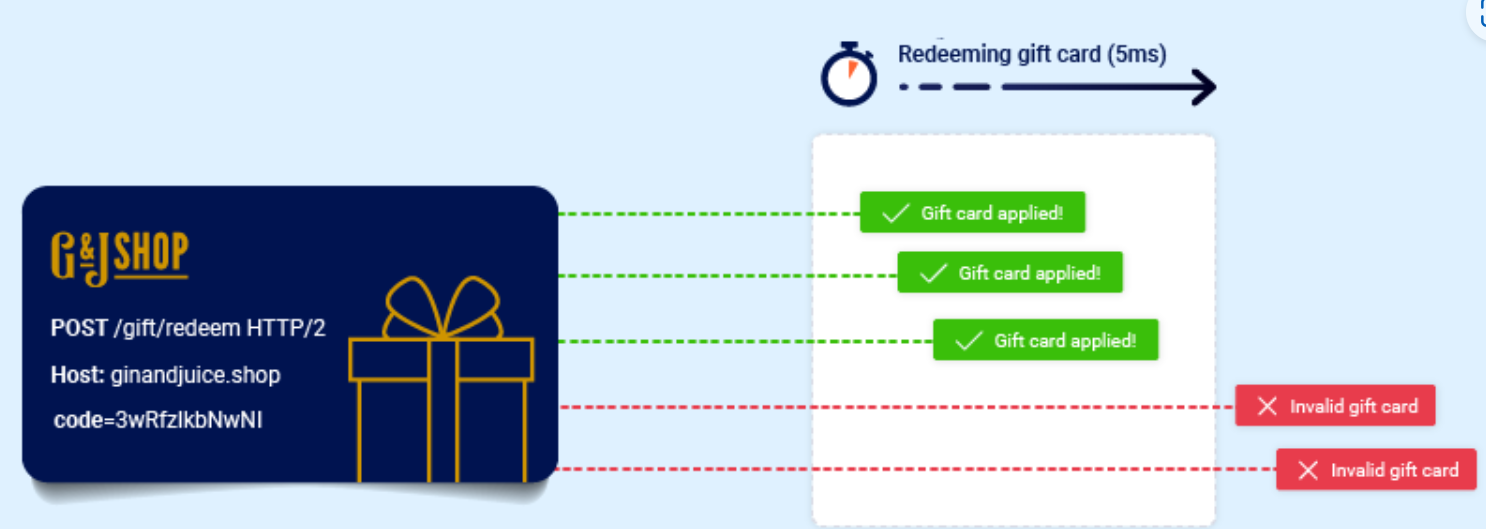 Redeeming gift card (5ms)
G&J SHOP
POST /gift/redeem HTTP/2
Host: ginandjuice.shop
code=3wRfzIkbNwNI
Gift card applied!
Gift card applied!
Gift card applied!
Invalid gift card
Invalid gift card